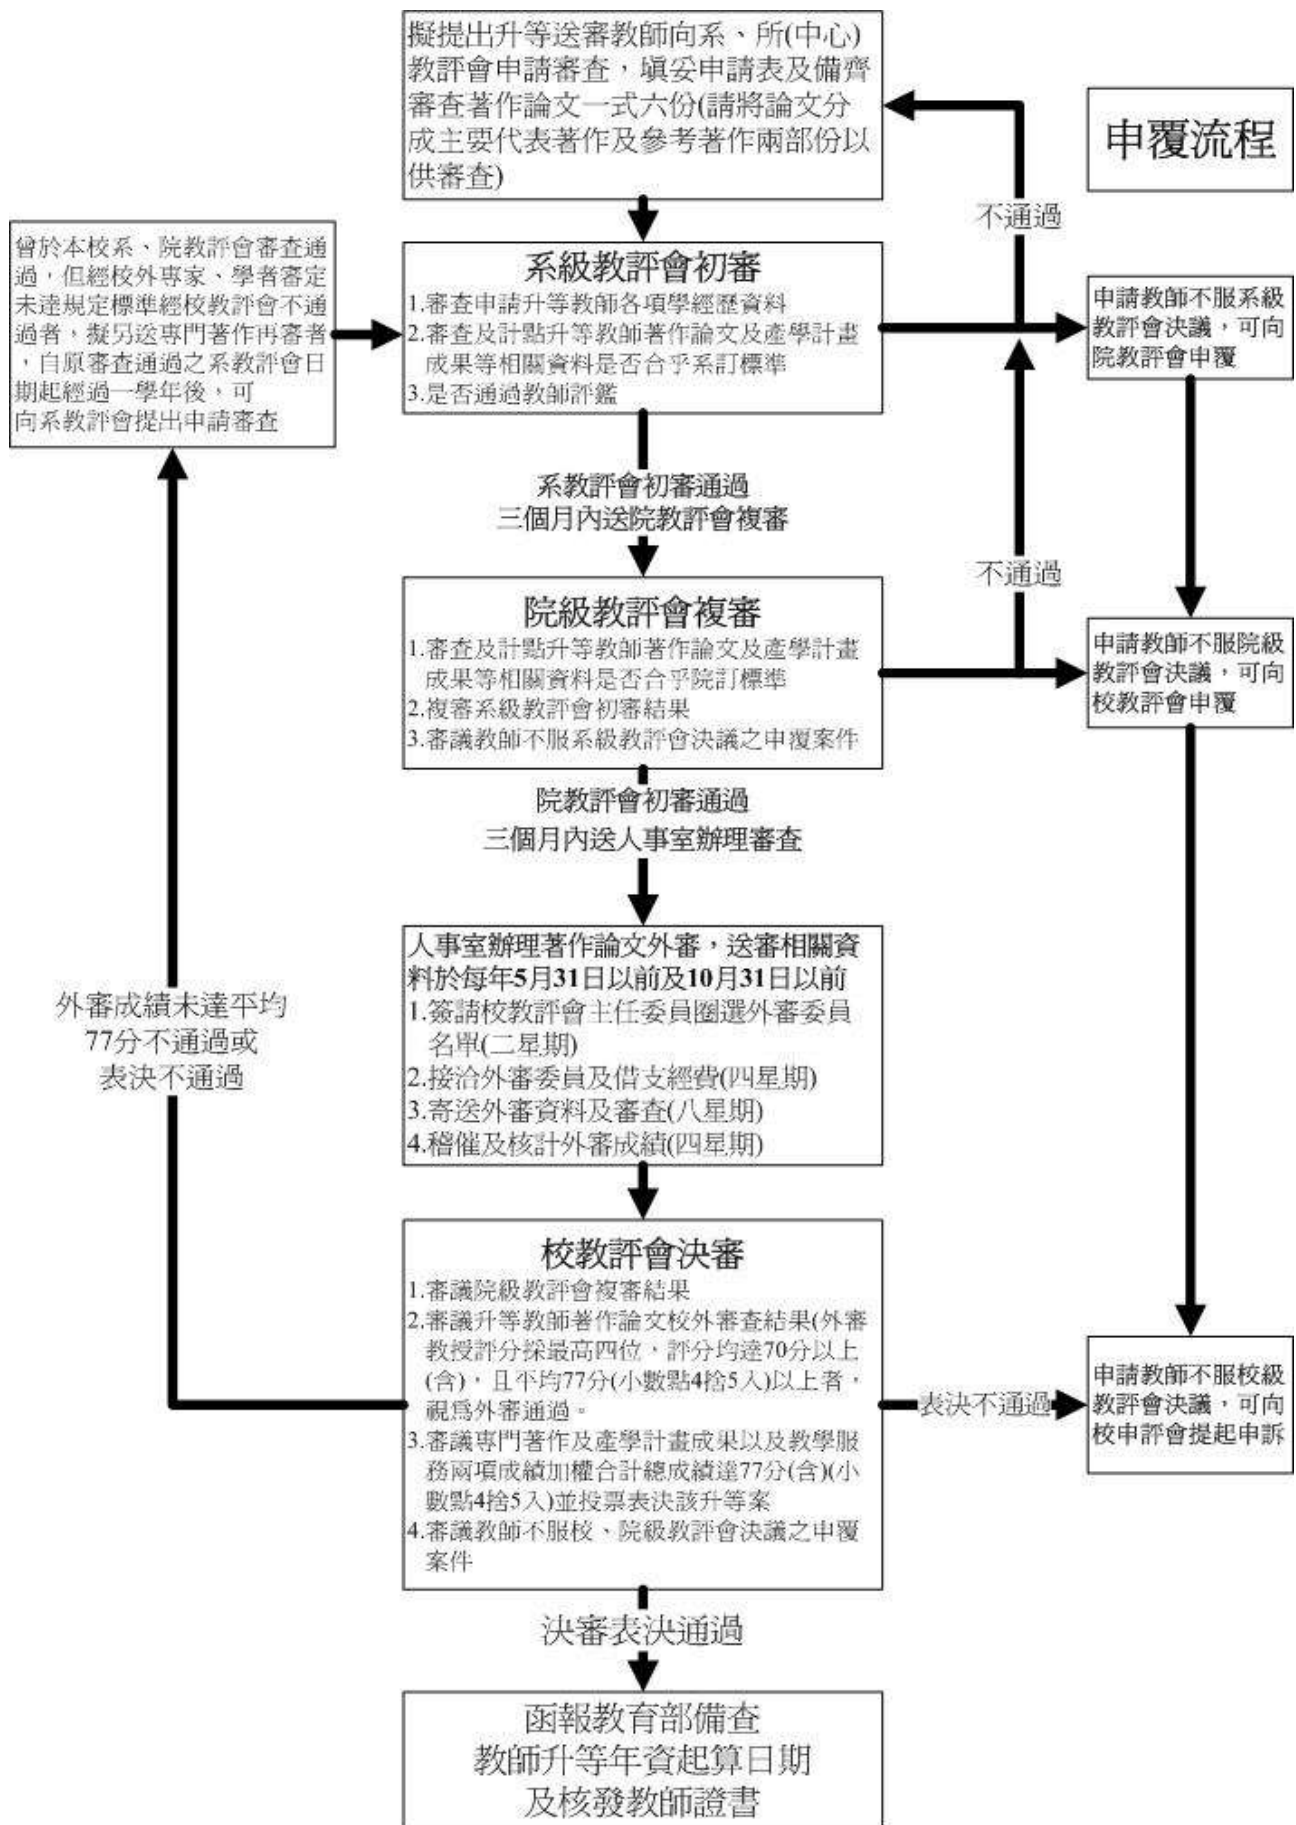 擬提出升等送審教師向系、所(中心)
教評會申請審查，填妥申請表及備齊
審查著作論文一式六份(請將論文分
成主要代表著作及參考著作兩部份以
供審查)
申覆流程
不通過
曾於本校系、院教評會審查通
過，但經校外專家、學者審定
未達規定標準經校教評會不通
過者，擬另送專門著作再審者
，自原審查通過之系教評會日
期起經過一學年後，可
向系教評會提出申請審查
系級教評會初審
1.審查申請升等教師各項學經歷資料
2.審查及計點升等教師著作論文及產學計畫
成果等相關資料是否合乎系訂標準
3.是否通過教師評鑑
申請教師不服系級
教評會決議，可向
院教評會申覆
系教評會初審通過
三個月內送院教評會複審
不通過
院級教評會複審
1.審查及計點升等教師著作論文及產學計畫
成果等相關資料是否合乎院訂標準
2.複審系級教評會初審結果
3.審議教師不服系級教評會決議之申覆案件
申請教師不服院級
教評會決議，可向
校教評會申覆
院教評會初審通過
三個月內送人事室辦理審查
人事室辦理著作論文外審，送審相關資
料於每年5月31日以前及10月31日以前
1.簽請校教評會主任委員圈選外審委員
名單(二星期)
2.接洽外審委員及借支經費(四星期)
3.寄送外審資料及審查(八星期)
4.稽催及核計外審成績(四星期)
外審成績未達平均
77分不通過或
表決不通過
校教評會決審
1.審議院級教評會複審結果
2.審議升等教師著作論文校外審查結果(外審
教授評分採最高四位，評分均達70分以上
(含)，且平均77分(小數點4捨5入)以上者，
視為外審通過。
3.審議專門著作及產學計畫成果以及教學服
務兩項成績加權合計總成績達77分(含)(小
數點4捨5入)並投票表決該升等案
4.審議教師不服校、院級教評會決議之申覆
案件
表決不通過
申請教師不服校級
教評會決議，可向
校申評會提起申訴
決審表決通過
函報教育部備查
教師升等年資起算日期
及核發教師證書